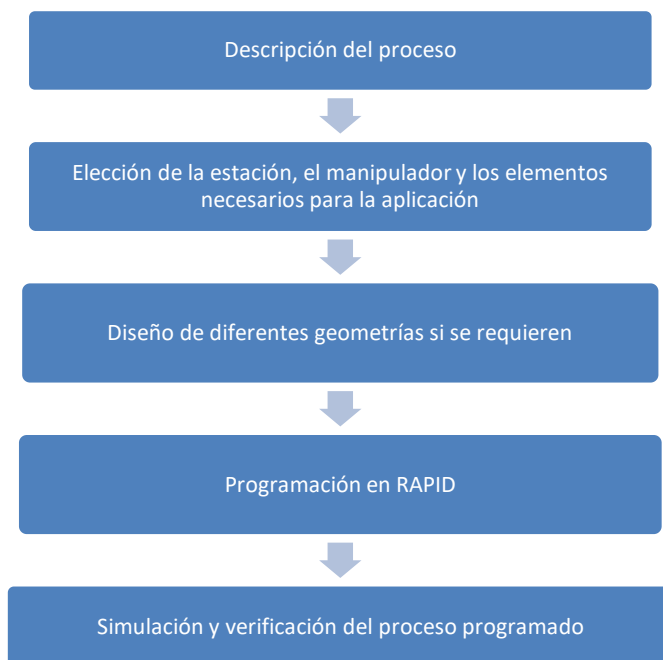 Descripción del proceso
Elección de la estación, el manipulador y los elementos
necesarios para la aplicación
Diseño de diferentes geometrías si se requieren
Programación en RAPID
Simulación y verificación del proceso programado